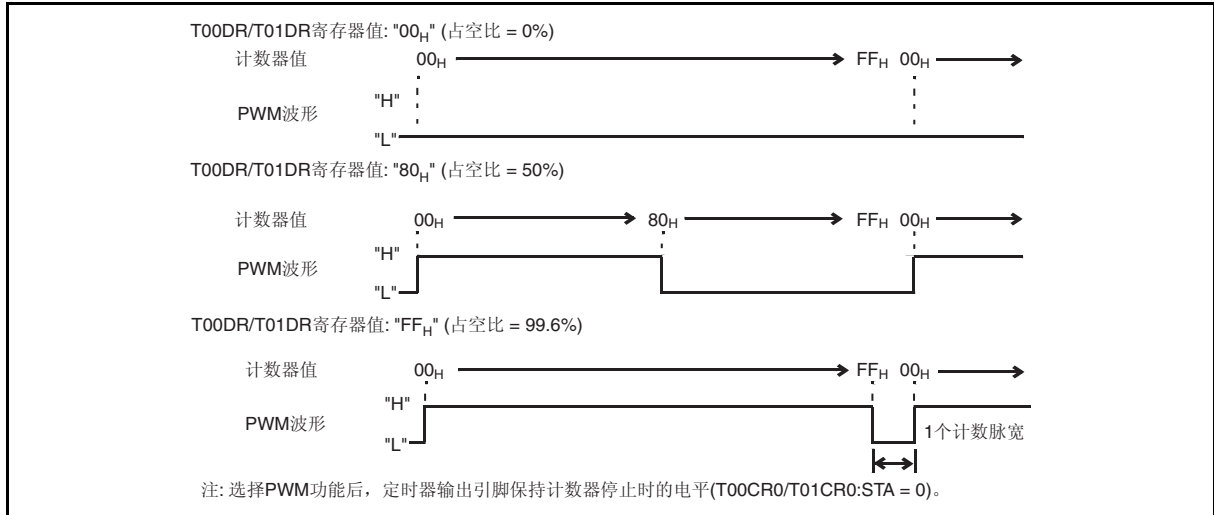 T00DR/T01DR寄存器值: "00H" (占空比 = 0%)
计数器值 00H FFH 00H
"H"
PWM波形
"L"
T00DR/T01DR寄存器值: "80H" (占空比 = 50%)
计数器值 00H 80H FFH 00H
"H"
PWM波形
"L"
T00DR/T01DR寄存器值: "FFH" (占空比 = 99.6%)
计数器值 00H FFH 00H
"H"
PWM波形 1个计数脉宽
"L"
注: 选择PWM功能后，定时器输出引脚保持计数器停止时的电平(T00CR0/T01CR0:STA = 0)。